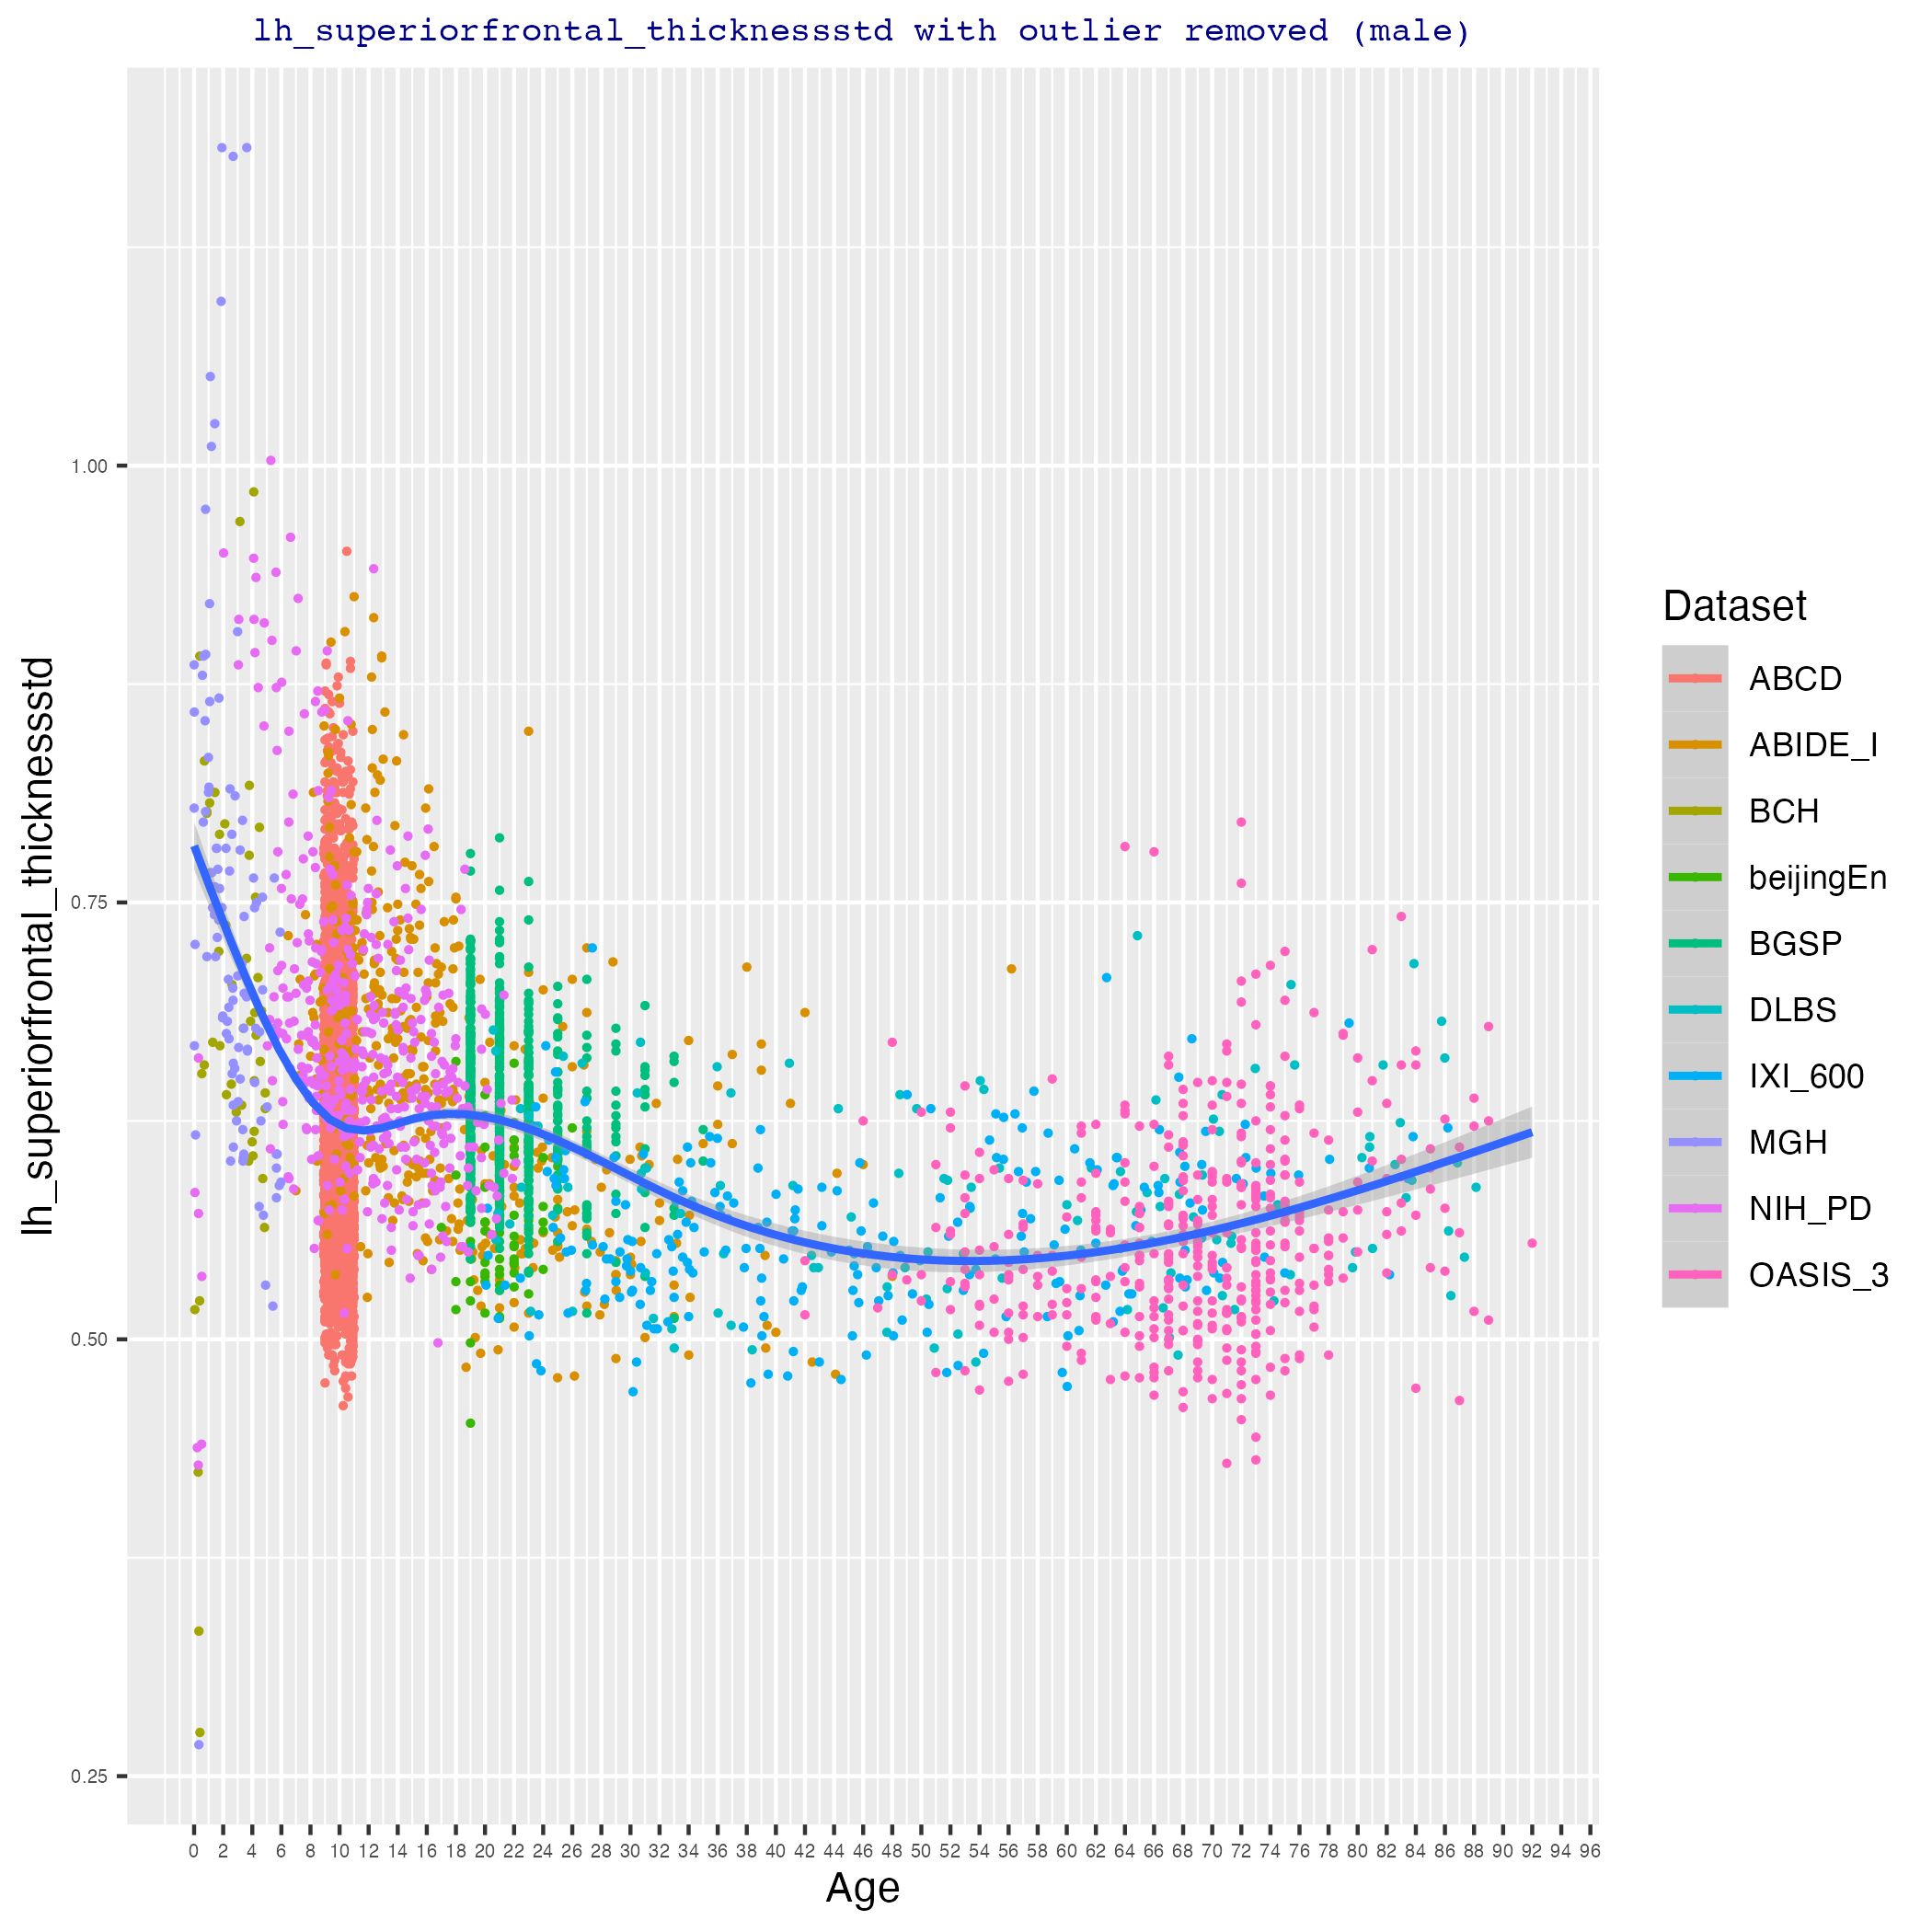 lh_superiorfrontal_thicknessstd with outlier removed (male)
lh_superiorfrontal_thicknessstd
1.00
0.75
0.50
0.25
0 2 4 6 8 10 12 14 16 18 20 22 24 26 28 30 32 34 36 38 40 42 44 46 48 50 52 54 56 58 60 62 64 66 68 70 72 74 76 78 80 82 84 86 88 90 92 94 96
Age
Dataset
ABCD
ABIDE_I
BCH
beijingEn
BGSP
DLBS
IXI_600
MGH
NIH_PD
OASIS_3